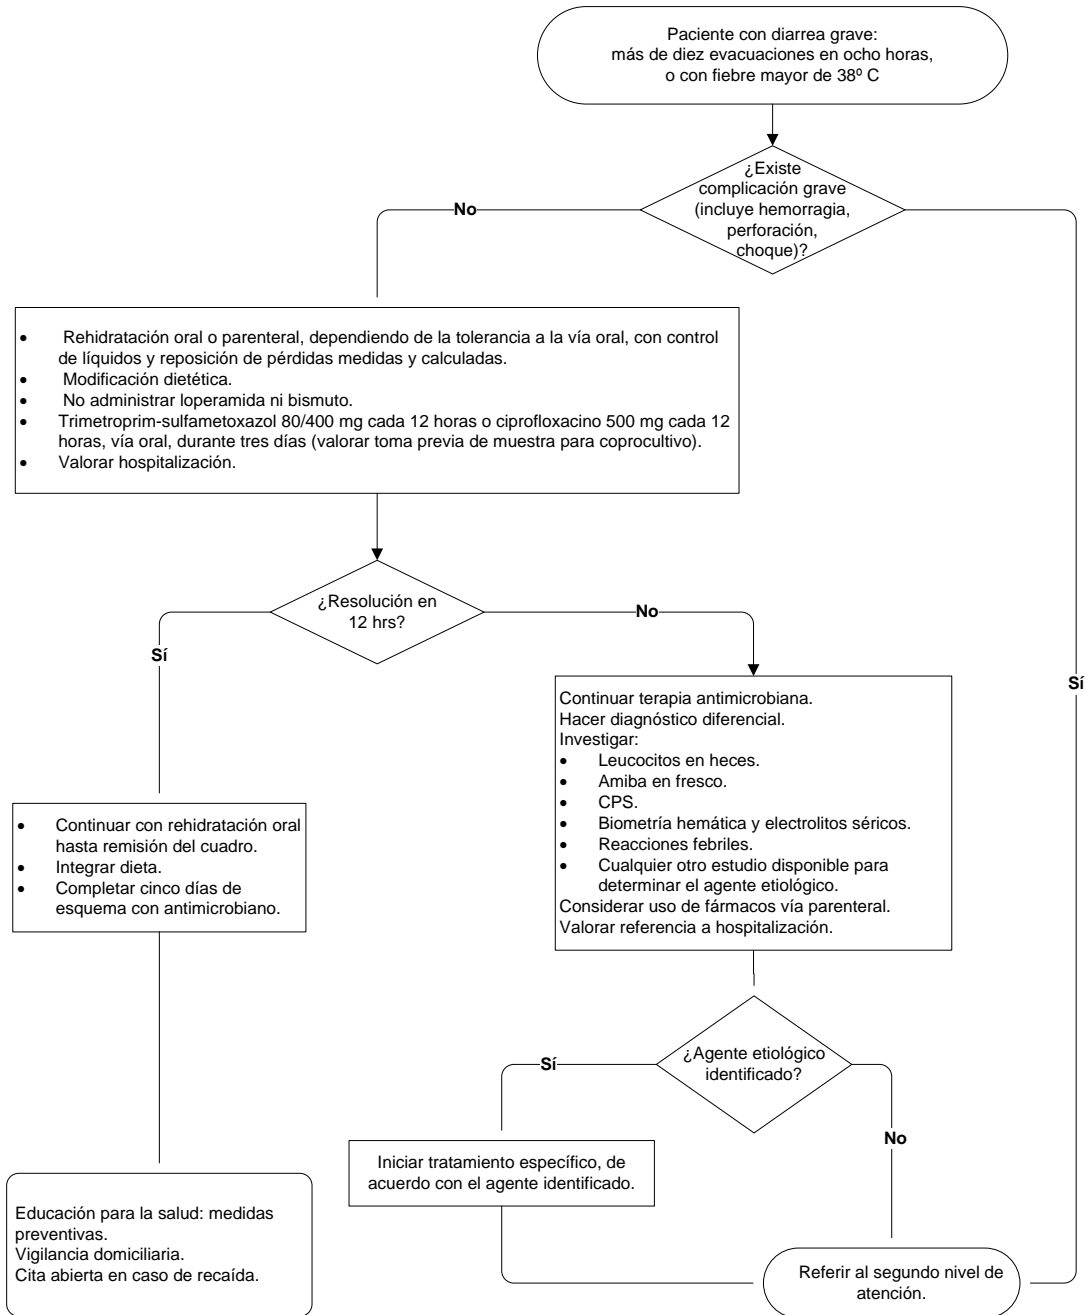 Paciente con diarrea grave:
más de diez evacuaciones en ocho horas,
o con fiebre mayor de 38º C
¿Existe
complicación grave
(incluye hemorragia,
perforación,
choque)?
No
Sí
• Rehidratación oral o parenteral, dependiendo de la tolerancia a la vía oral, con control
de líquidos y reposición de pérdidas medidas y calculadas.
• Modificación dietética.
• No administrar loperamida ni bismuto.
• Trimetroprim-sulfametoxazol 80/400 mg cada 12 horas o ciprofloxacino 500 mg cada 12
horas, vía oral, durante tres días (valorar toma previa de muestra para coprocultivo).
• Valorar hospitalización.
¿Resolución en
12 hrs?
Sí
No
• Continuar con rehidratación oral
hasta remisión del cuadro.
• Integrar dieta.
• Completar cinco días de
esquema con antimicrobiano.
Continuar terapia antimicrobiana.
Hacer diagnóstico diferencial.
Investigar:
• Leucocitos en heces.
• Amiba en fresco.
• CPS.
• Biometría hemática y electrolitos séricos.
• Reacciones febriles.
• Cualquier otro estudio disponible para
determinar el agente etiológico.
Considerar uso de fármacos vía parenteral.
Valorar referencia a hospitalización.
¿Agente etiológico
identificado?
Sí
No
Iniciar tratamiento específico, de
acuerdo con el agente identificado.
Educación para la salud: medidas
preventivas.
Vigilancia domiciliaria.
Cita abierta en caso de recaída.
Referir al segundo nivel de
atención.